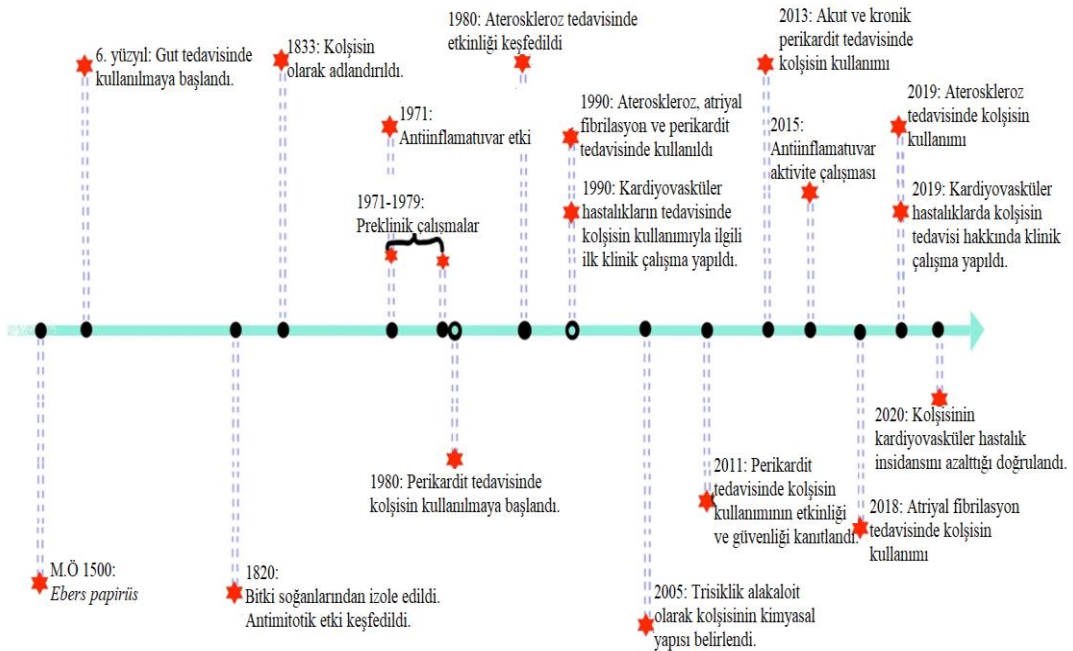 6. yüzyıl: Gut tedavisinde
kullanılmaya başlandı.
1833: Kolşisin
olarak adlandırıldı.
1971:
Antiinflamatuvar etki
1971-1979:
Preklinik çalışmalar
1980: Ateroskleroz tedavisinde
etkinliği keşfedildi
1990: Ateroskleroz, atriyal
fibrilasyon ve perikardit
tedavisinde kullanıldı
1990: Kardiyovasküler
hastalıkların tedavisinde
kolşisin kullanımıyla ilgili
ilk klinik çalışma yapıldı.
2013: Akut ve kronik
perikardit tedavisinde
kolşisin kullanımı
2015:
Antiinflamatuvar
aktivite çalışması
2019: Ateroskleroz
tedavisinde kolşisin
kullanımı
2019: Kardiyovasküler
hastalıklarda kolşisin
tedavisi hakkında klinik
çalışma yapıldı.
M.Ö 1500:
Ebers papirüs
1820:
Bitki soğanlarından izole edildi.
Antimitotik etki keşfedildi.
1980: Perikardit tedavisinde
kolşisin kullanılmaya başlandı.
2005: Trisiklik alakaloit
olarak kolşisinin kimyasal
yapısı belirlendi.
2011: Perikardit
tedavisinde kolşisin
kullanımının etkinliği
ve güvenliği kanıtlandı.
2018: Atriyal fibrilasyon
tedavisinde kolşisin
kullanımı
2020: Kolşisinin
kardiyovasküler hastalık
insidansını azalttığı doğrulandı.